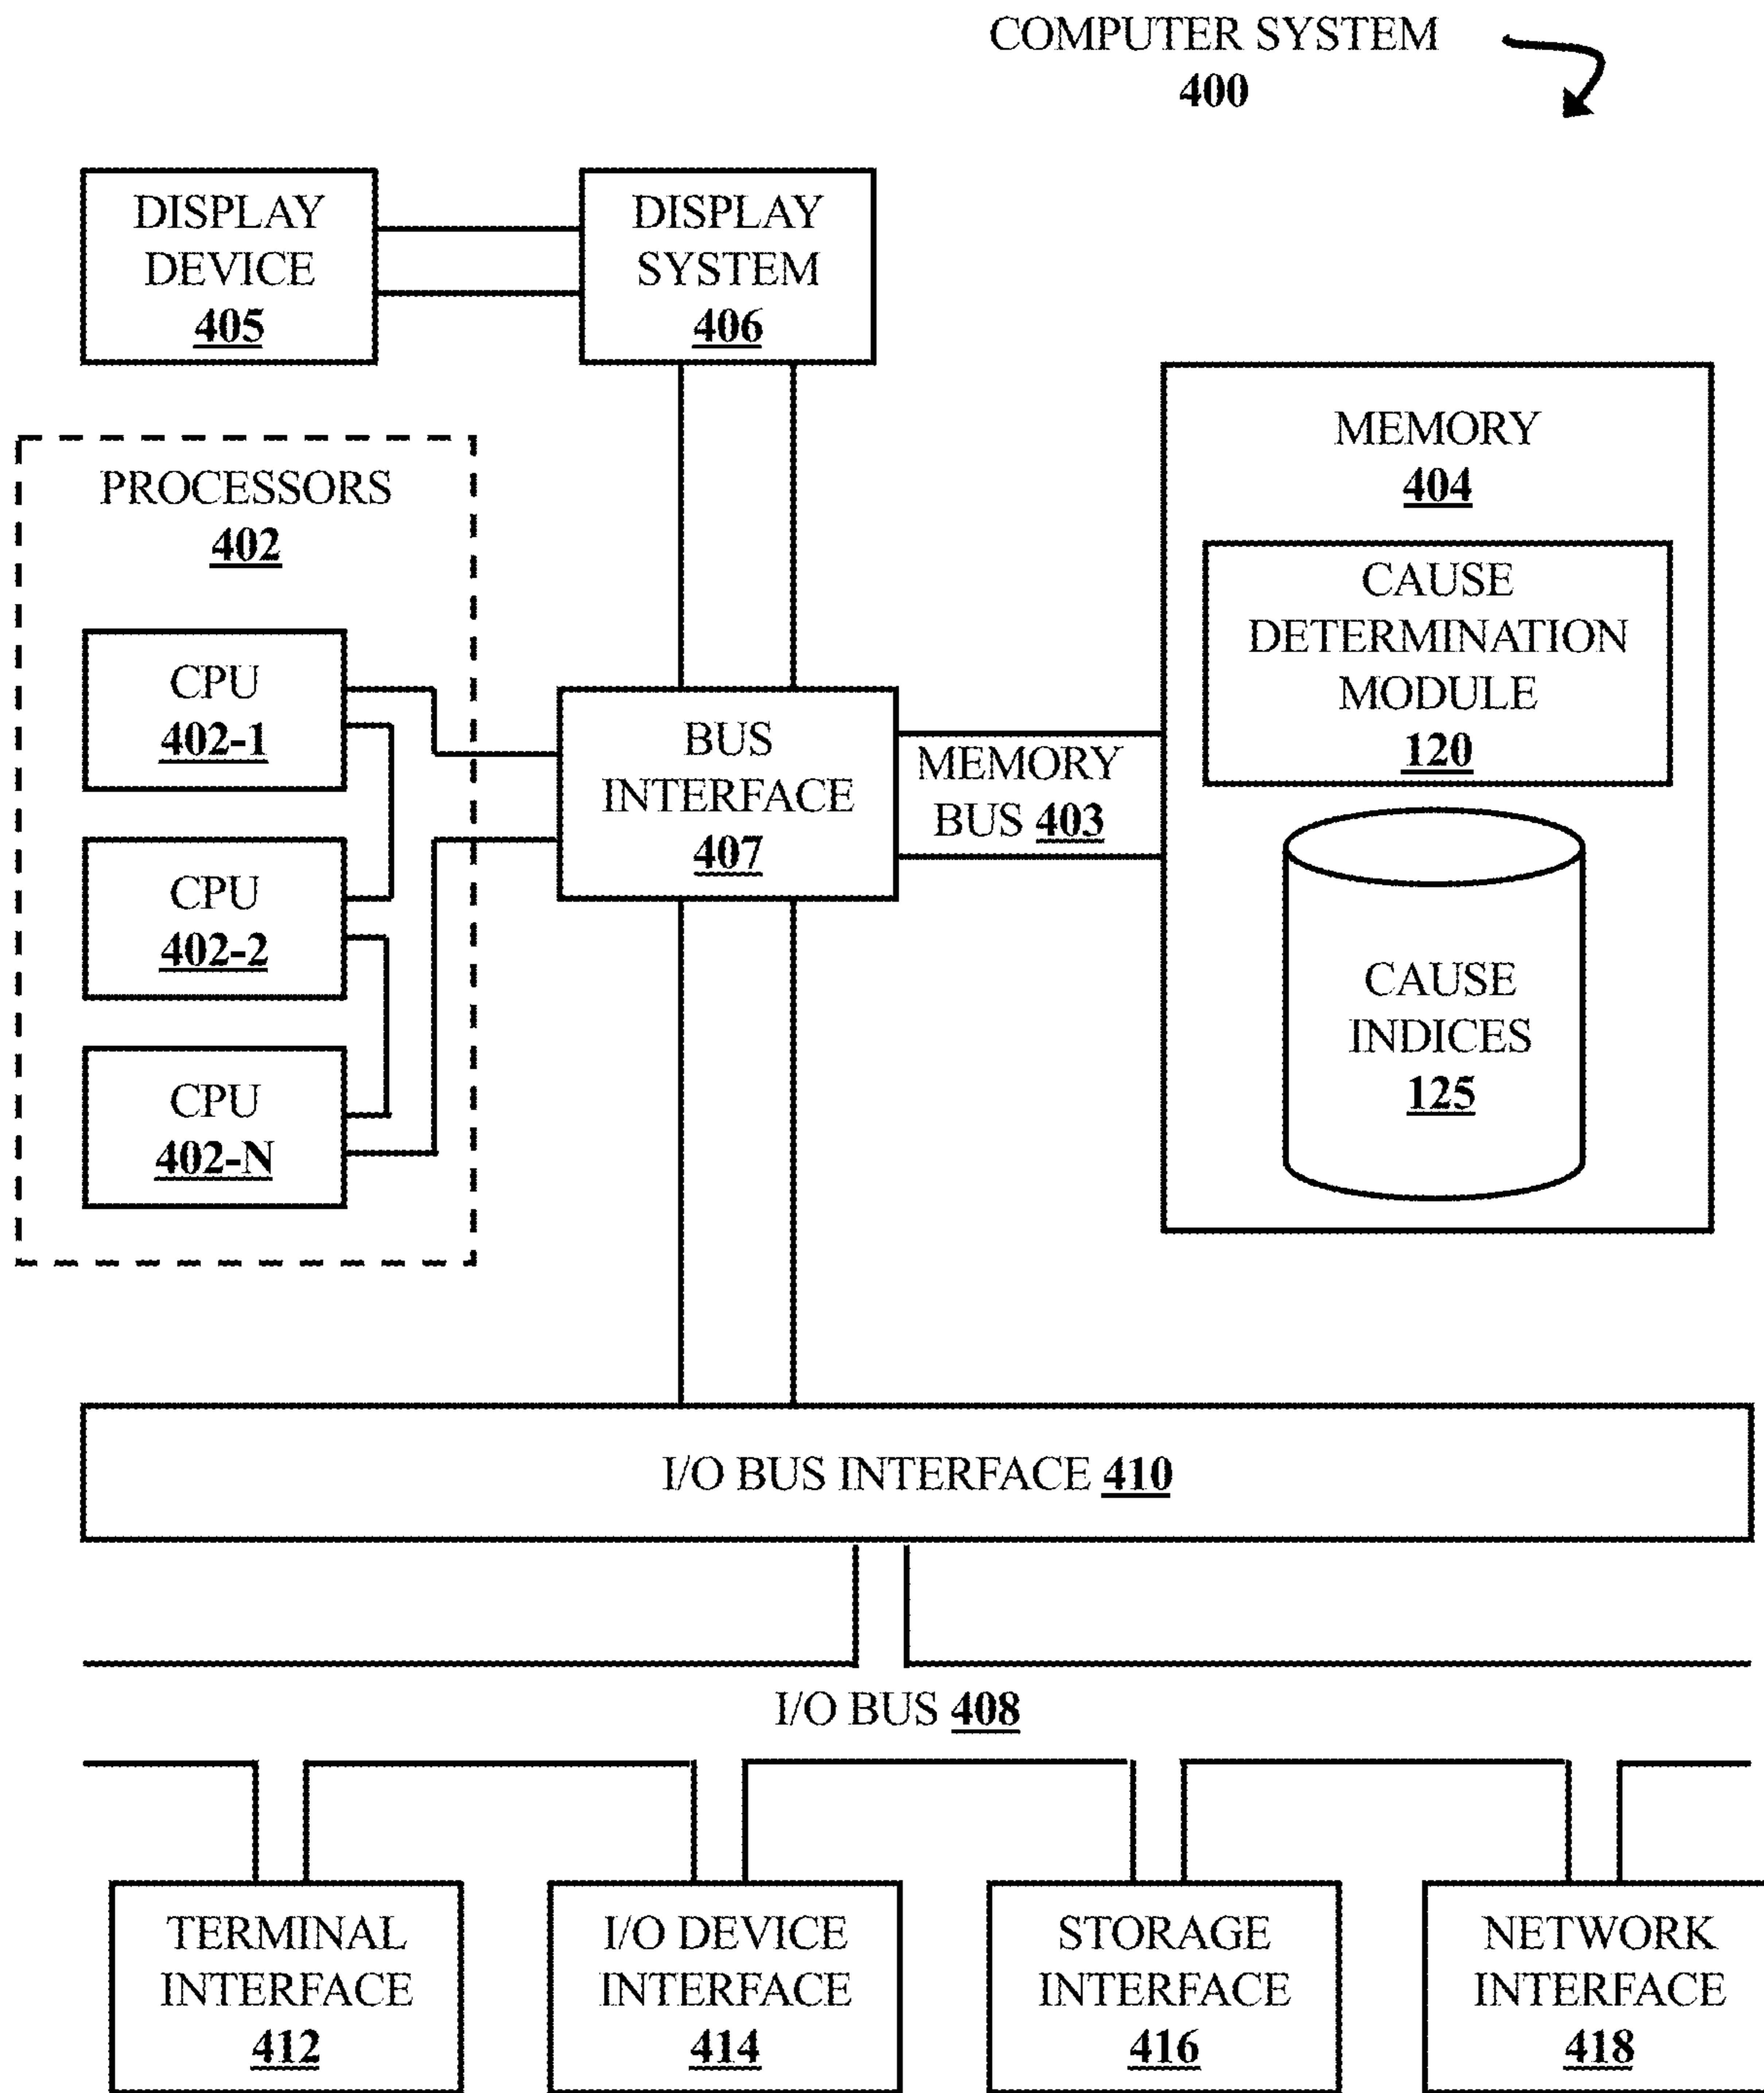 COMPUTER SYSTEM
400
DISPLAY
DEVICE
405
DISPLAY
SYSTEM
406
PROCESSORS
402
CPU
402-1
CPU
402-2
CPU
402-N
BUS
INTERFACE
407
MEMORY
BUS 403
MEMORY
404
CAUSE
DETERMINATION
MODULE
120
CAUSE
INDICES
125
I/O BUS INTERFACE 410
I/O BUS 408
TERMINAL
INTERFACE
412
I/O DEVICE
INTERFACE
414
STORAGE
INTERFACE
416
NETWORK
INTERFACE
418